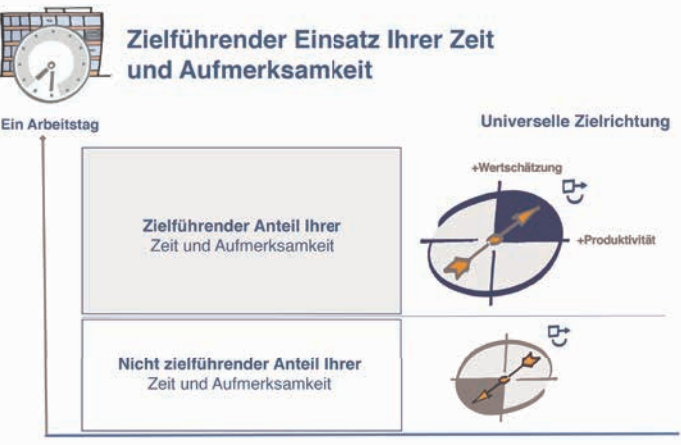 Zielführender Einsatz Ihrer Zeit
und Aufmerksamkeit
Ein Arbeitstag
Universelle Zielrichtung
+Wertschätzung
Zielführender Anteil Ihrer
Zeit und Aufmerksamkeit
+Produktivität
Nicht zielführender Anteil Ihrer
Zeit und Aufmerksamkeit